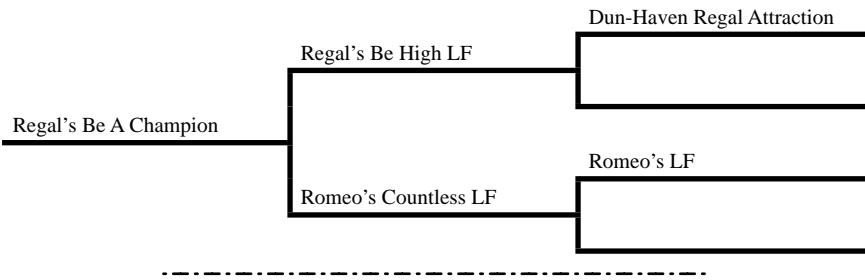 Dun-Haven Regal Attraction
Regal’s Be High LF
Regal’s Be A Champion
Romeo’s LF
Romeo’s Countless LF